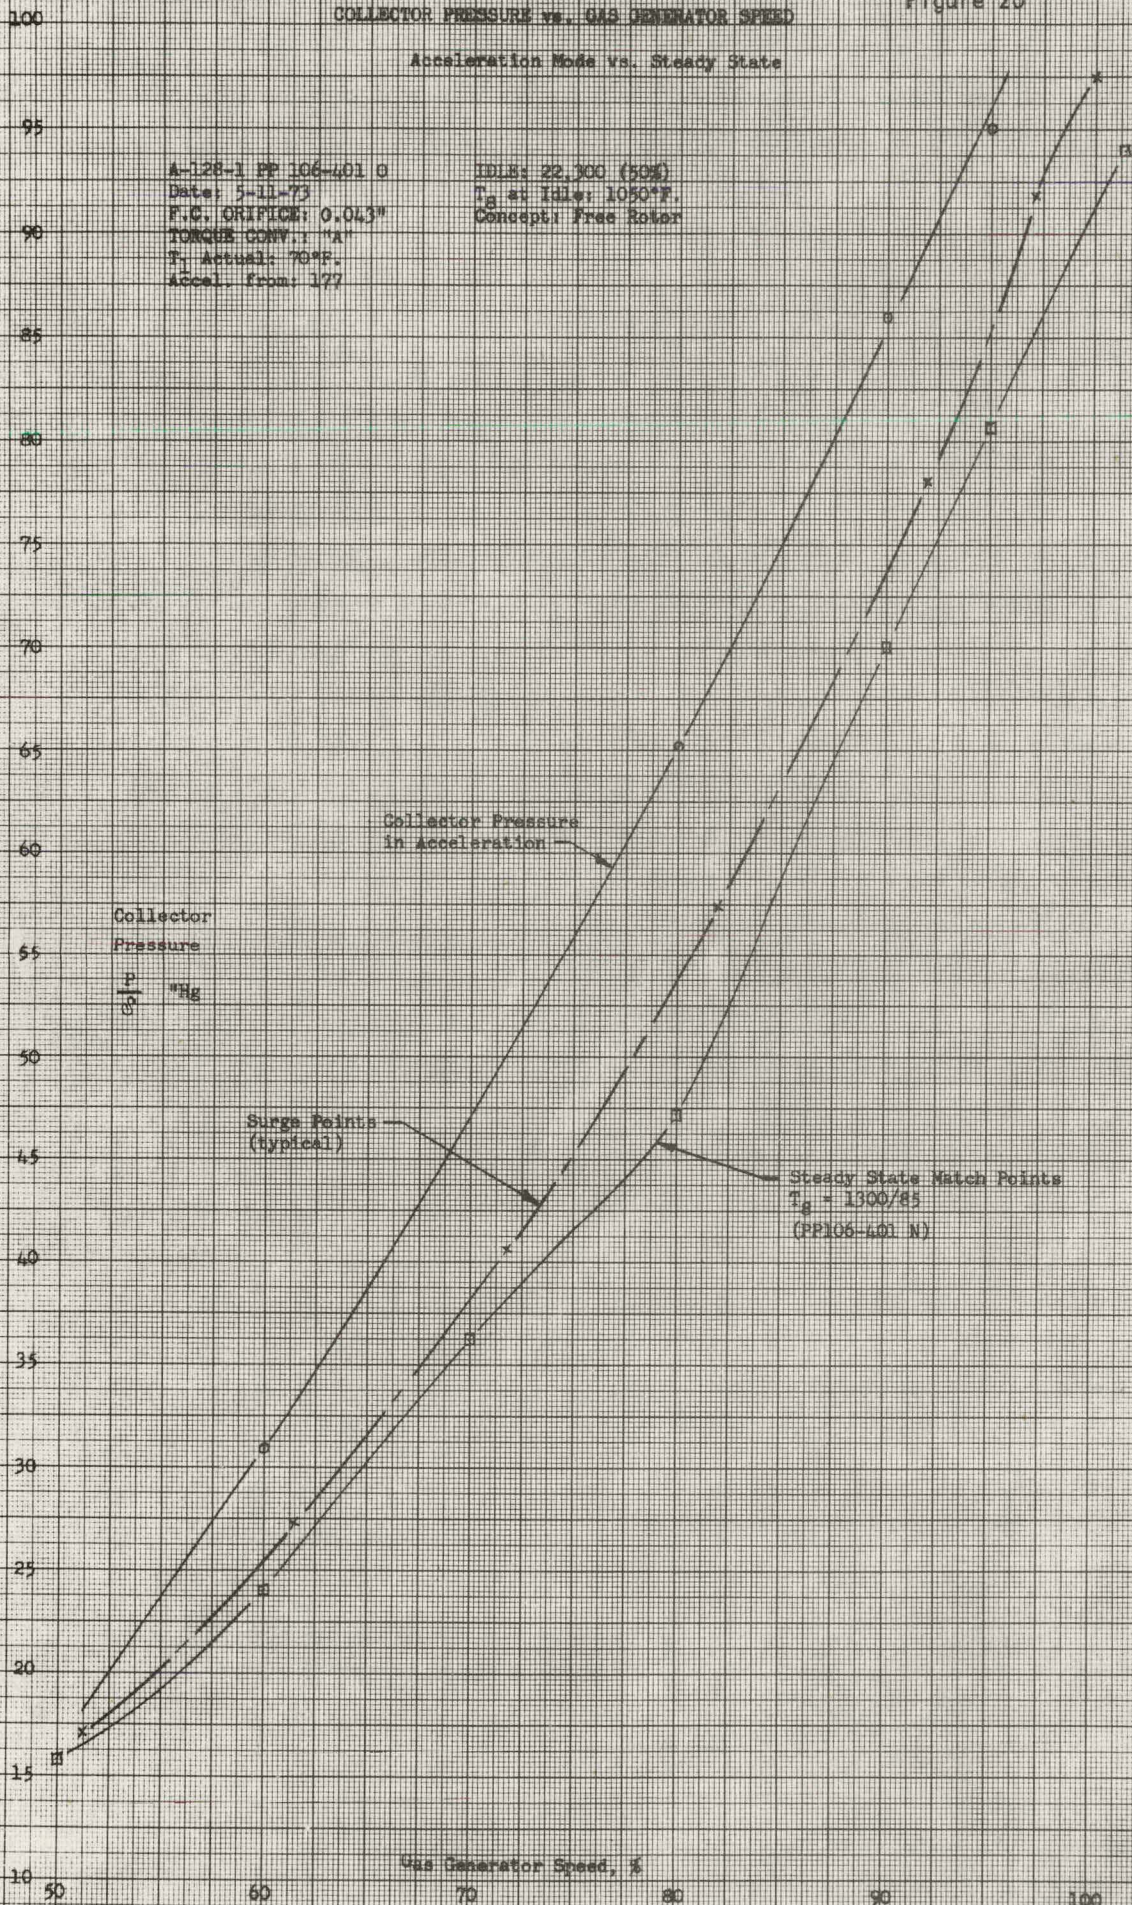 Figure 20
COLLECTOR PRESSURE vs. GAS GENERATOR SPEED
Acceleration Mode vs. Steady State
A-128-1 PP 106-401 O
Date: 5-11-73
F.C. ORIFICE: 0.043"
TORQUE CONV.: "A"
T1 Actual: 70°F.
Accel. from: 177
IDLE: 22,300 (50%)
T8 at Idle: 1050°F.
Concept: Free Rotor
100
95
90
85
80
75
70
65
60
55
50
45
40
35
30
25
20
15
10
Collector Pressure
in Acceleration
Collector
Pressure
P
"Hg
Surge Points
(typical)
Steady State Match Points
T8 = 1300/85
(PP106-401 N)
Gas Generator Speed, %
50 60 70 80 90 100